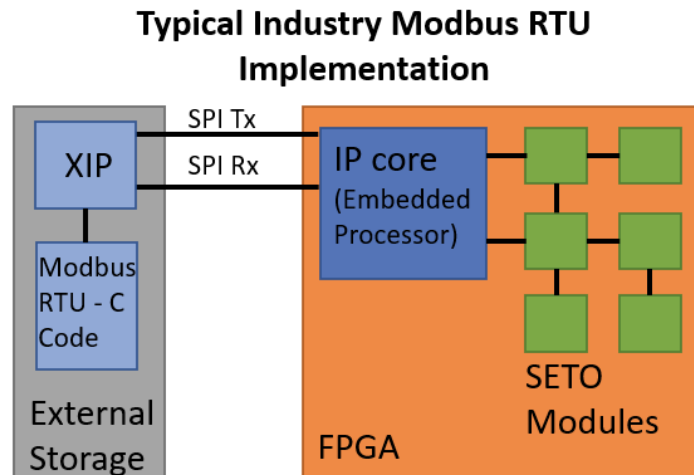 Typical Industry Modbus RTU
Implementation
SPI Tx
XIP
SPI Rx
IP core
(Embedded
Processor)
Modbus
RTU - C
Code
SETO
Modules
External
Storage
FPGA